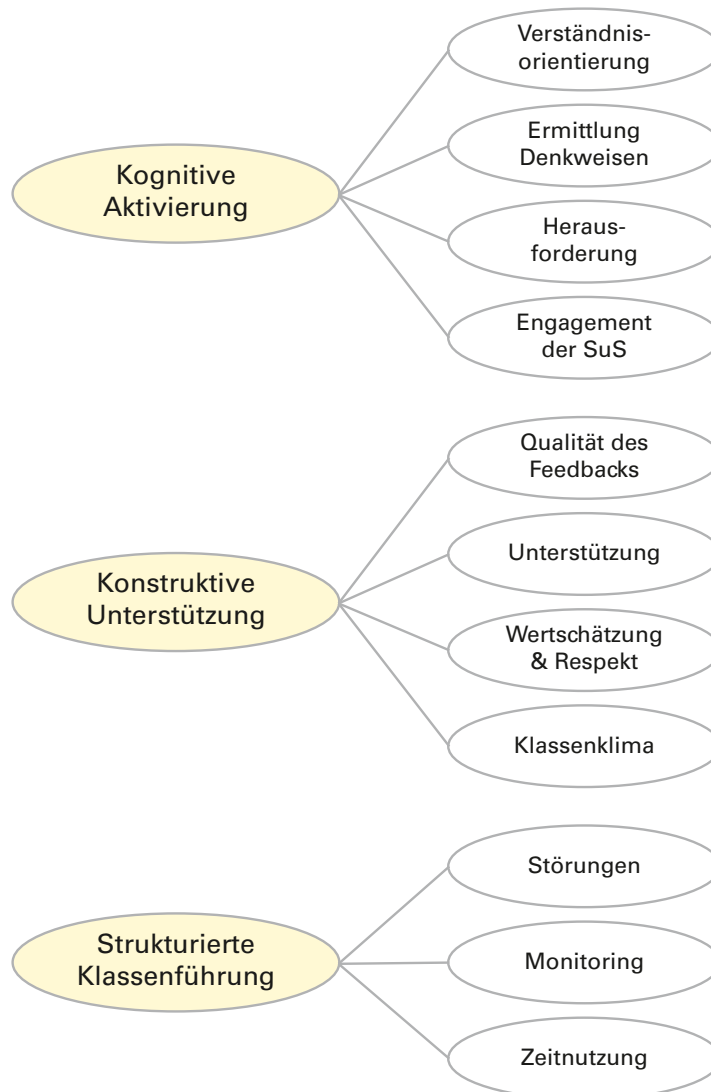 Kognitive
Aktivierung
Verständnis-
orientierung
Ermittlung
Denkweisen
Heraus-
forderung
Engagement
der SuS
Konstruktive
Unterstützung
Qualität des
Feedbacks
Unterstützung
Wertschätzung
& Respekt
Klassenklima
Strukturierte
Klassenführung
Störungen
Monitoring
Zeitnutzung